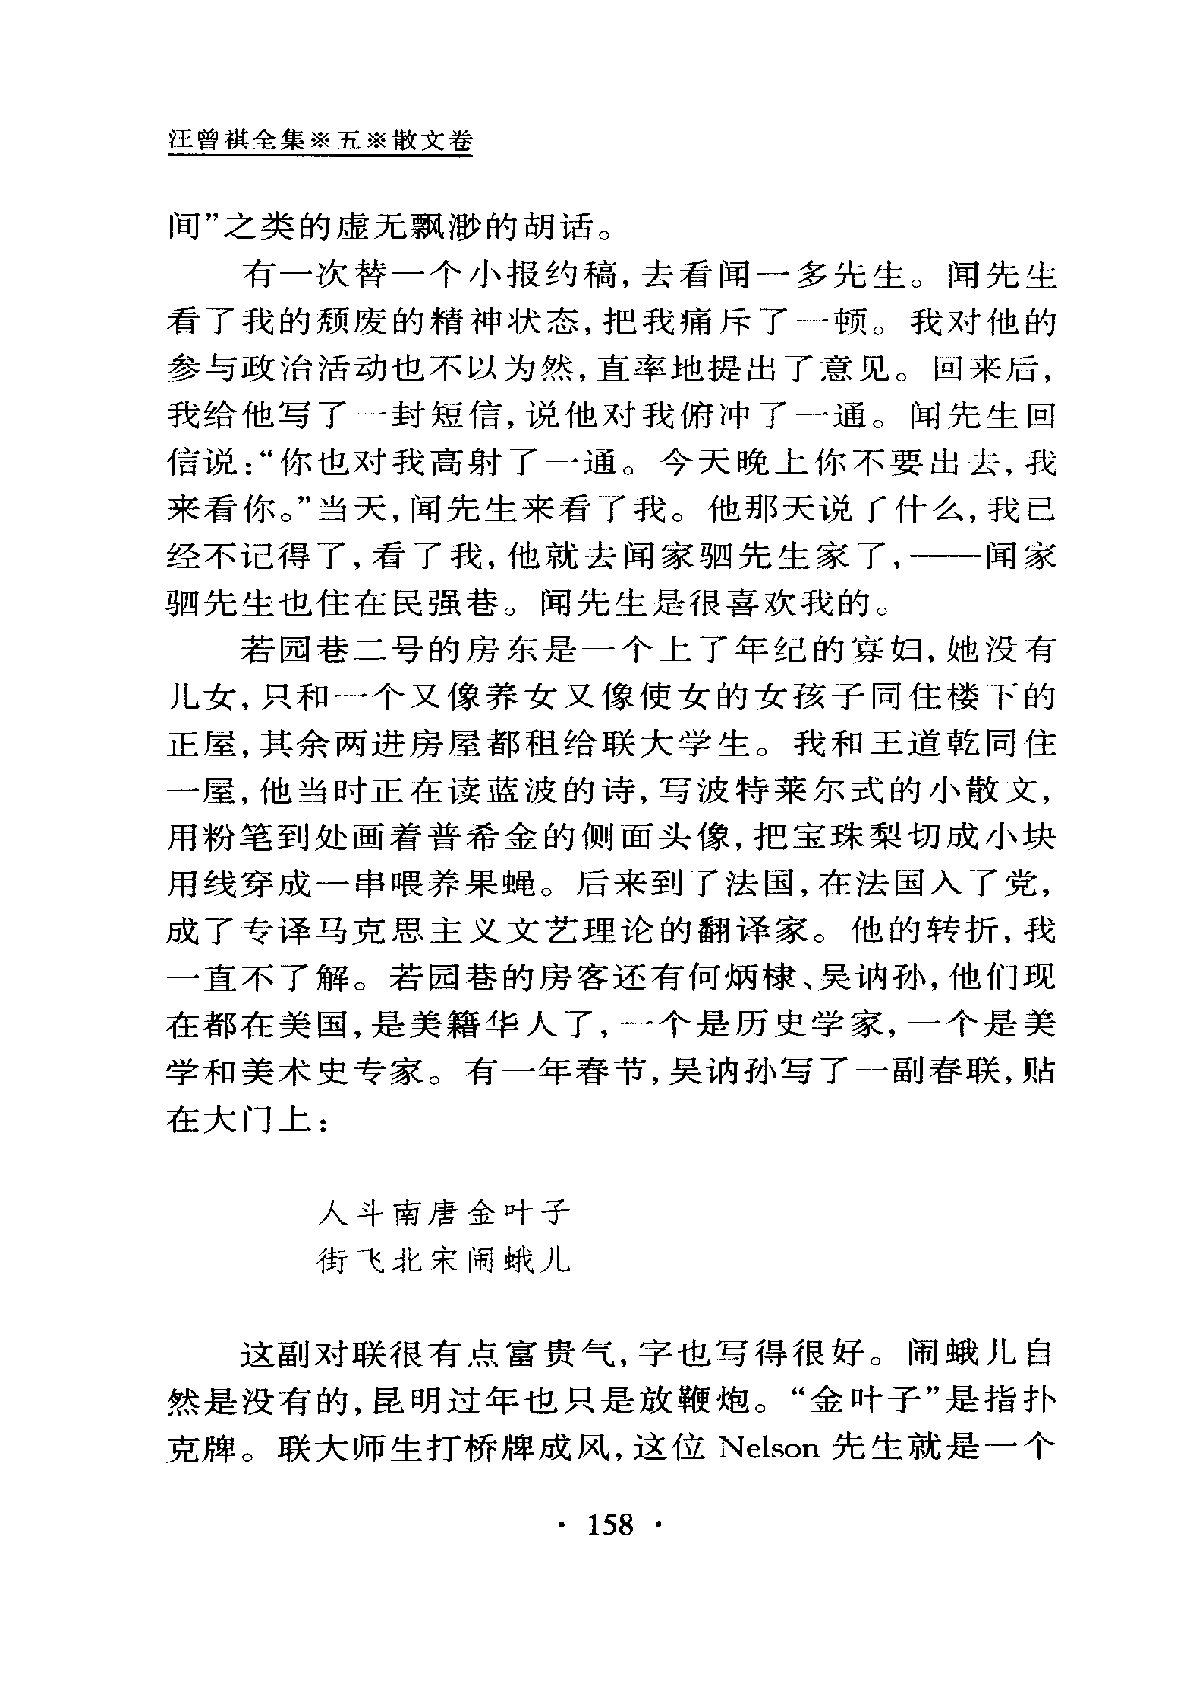 汪曾祺全集※五※散文卷
间”之类的虚无飘渺的胡话。
有一次替一个小报约稿,去看闻一多先生。闻先生
看了我的颓废的精神状态,把我痛斥了一顿。我对他的
参与政治活动也不以为然,直率地提出了意见。回来后,
我给他写了一封短信,说他对我俯冲了一通。闻先生回
信说:“你也对我高射了一通。今天晚上你不要出去,我
来看你。”当天,闻先生来看了我。他那天说了什么,我已
经不记得了,看了我,他就去闻家驷先生家了,——闻家
驷先生也住在民强巷。闻先生是很喜欢我的。
若园巷二号的房东是一个上了年纪的寡妇,她没有
儿女,只和一个又像养女又像使女的女孩子同住楼下的
正屋,其余两进房屋都租给联大学生。我和王道乾同住
一屋,他当时正在读蓝波的诗,写波特莱尔式的小散文,
用粉笔到处画着普希金的侧面头像,把宝珠梨切成小块
用线穿成一串喂养果蝇。后来到了法国,在法国入了党,
成了专译马克思主义文艺理论的翻译家。他的转折,我
一直不了解。若园巷的房客还有何炳棣、吴讷孙,他们现
在都在美国,是美籍华人了,一个是历史学家,一个是美
学和美术史专家。有一年春节,吴讷孙写了一副春联,贴
在大门上:
人斗南唐金叶子
街飞北宋闹蛾儿
这副对联很有点富贵气,字也写得很好。闹蛾儿自
然是没有的,昆明过年也只是放鞭炮。“金叶子”是指扑
克牌。联大师生打桥牌成风,这位 Nelson 先生就是一个
· 158 ·